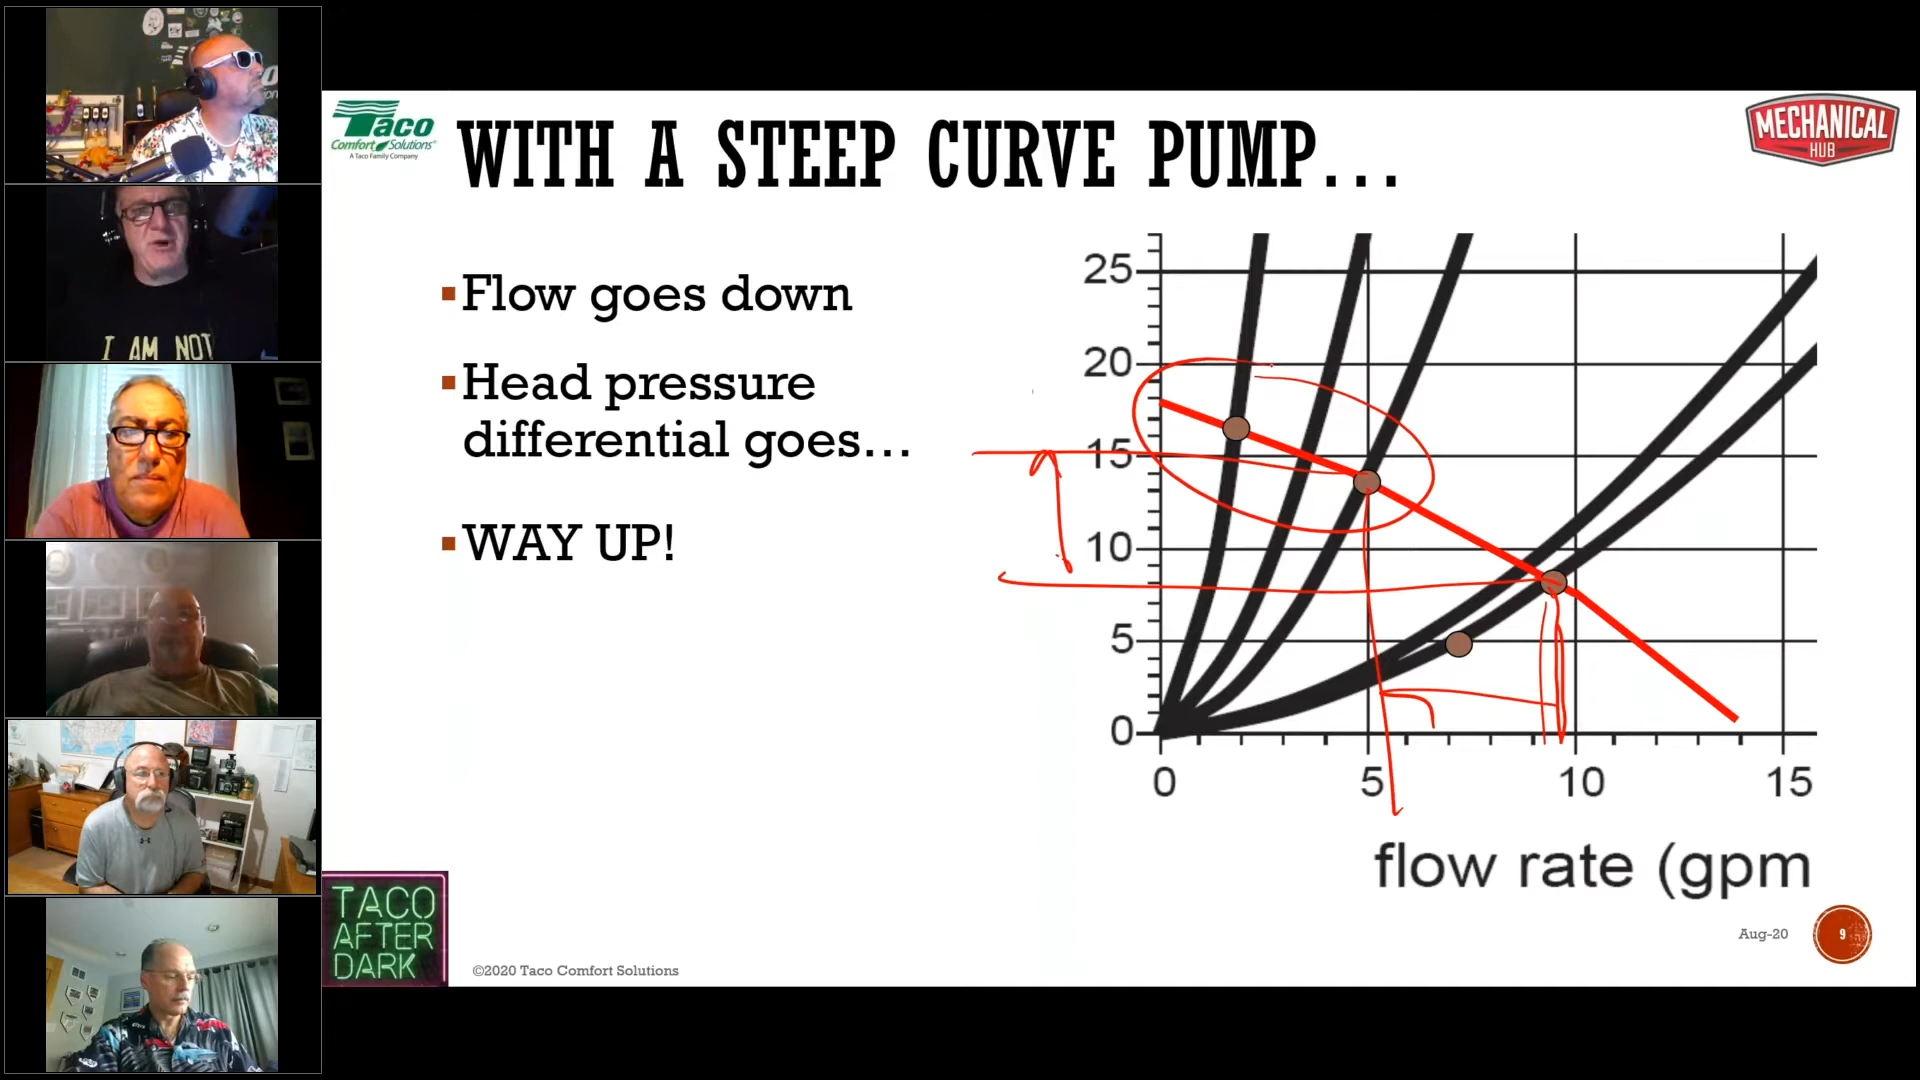 Taco
Comfort Solutions®
A Taco Family Company
WITH A STEEP CURVE PUMP...
MECHANICAL
HUB
▪Flow goes down
▪Head pressure
differential goes...
▪WAY UP!
25
20
15
10
5
0
0 5 10 15
flow rate (gpm
I AM NOT
TACO
AFTER
DARK
©2020 Taco Comfort Solutions
Aug-20
9